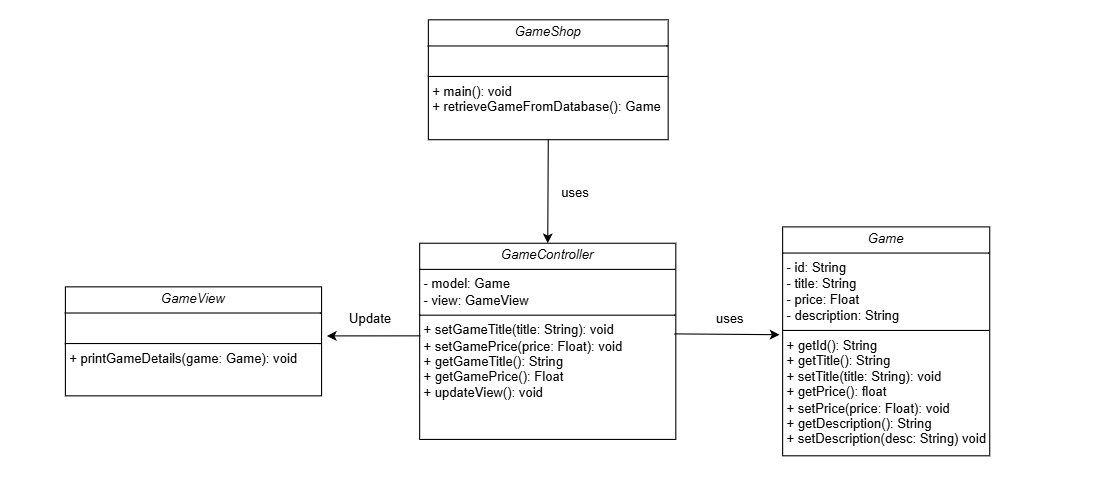 GameShop
+ main(): void
+ retrieveGameFromDatabase(): Game
uses
GameController
- model: Game
- view: GameView
+ setGameTitle(title: String): void
+ setGamePrice(price: Float): void
+ getGameTitle(): String
+ getGamePrice(): Float
+ updateView(): void
Update
GameView
+ printGameDetails(game: Game): void
uses
Game
- id: String
- title: String
- price: Float
- description: String
+ getId(): String
+ getTitle(): String
+ setTitle(title: String): void
+ getPrice(): float
+ setPrice(price: Float): void
+ getDescription(): String
+ setDescription(desc: String) void